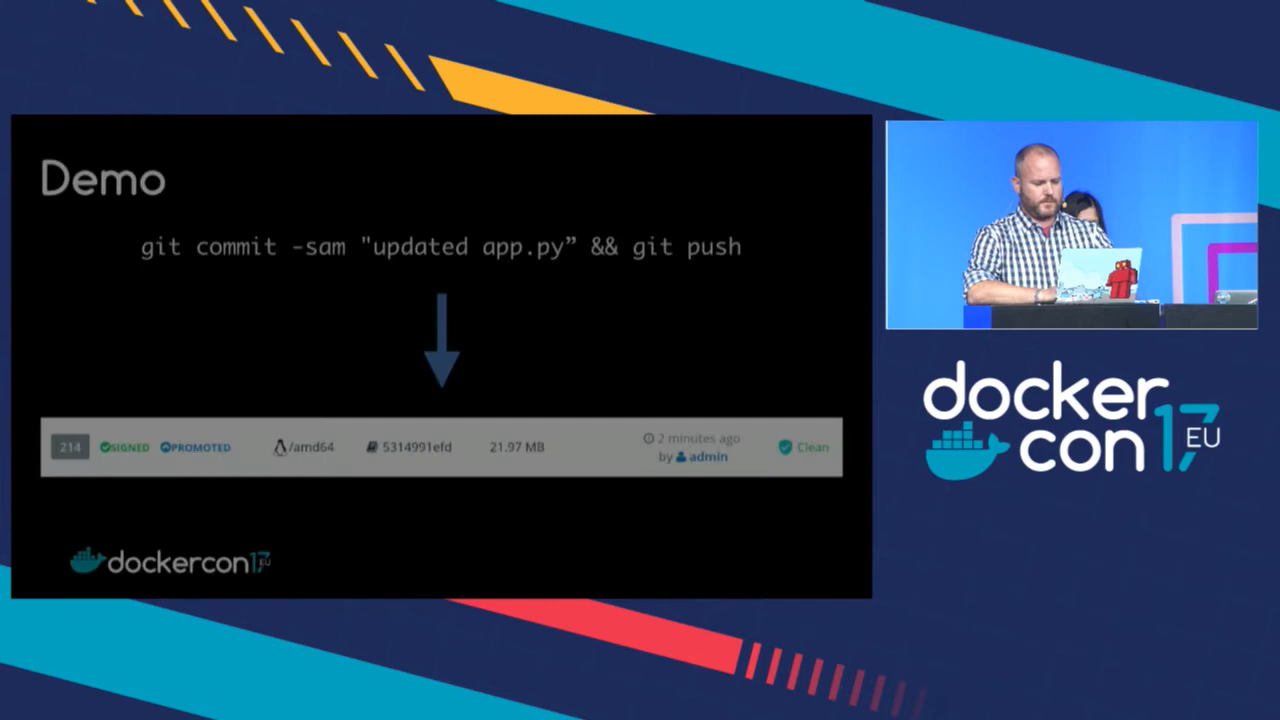 Demo
git commit -sam "updated app.py” && git push
214 SIGNED PROMOTED /amd64 5314991efd 21.97 MB 2 minutes ago by admin Clean
dockercon17 EU
docker
con 17 EU